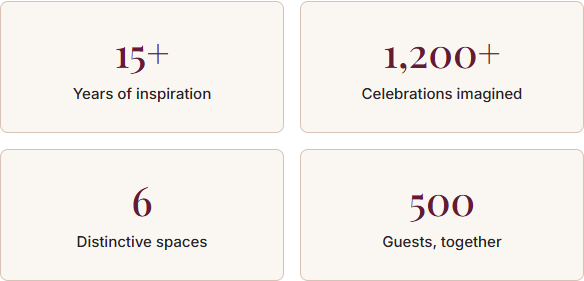 15+
Years of inspiration
1,200+
Celebrations imagined
6
Distinctive spaces
500
Guests, together